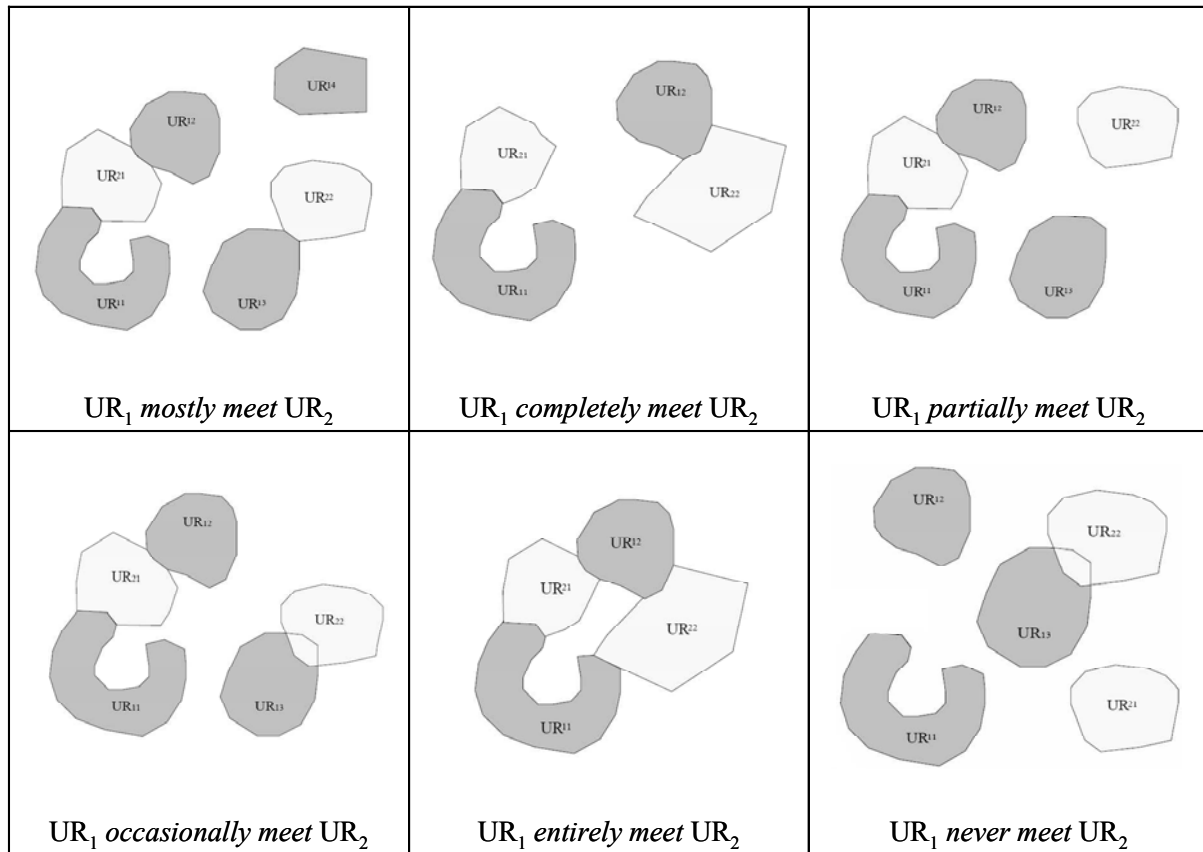 UR14
UR12
UR21
UR22
UR11
UR13
UR1 mostly meet UR2
UR12
UR21
UR22
UR11
UR1 completely meet UR2
UR12
UR22
UR21
UR11
UR13
UR1 partially meet UR2
UR12
UR21
UR22
UR11
UR13
UR1 occasionally meet UR2
UR12
UR21
UR22
UR11
UR1 entirely meet UR2
UR12
UR22
UR13
UR21
UR11
UR1 never meet UR2